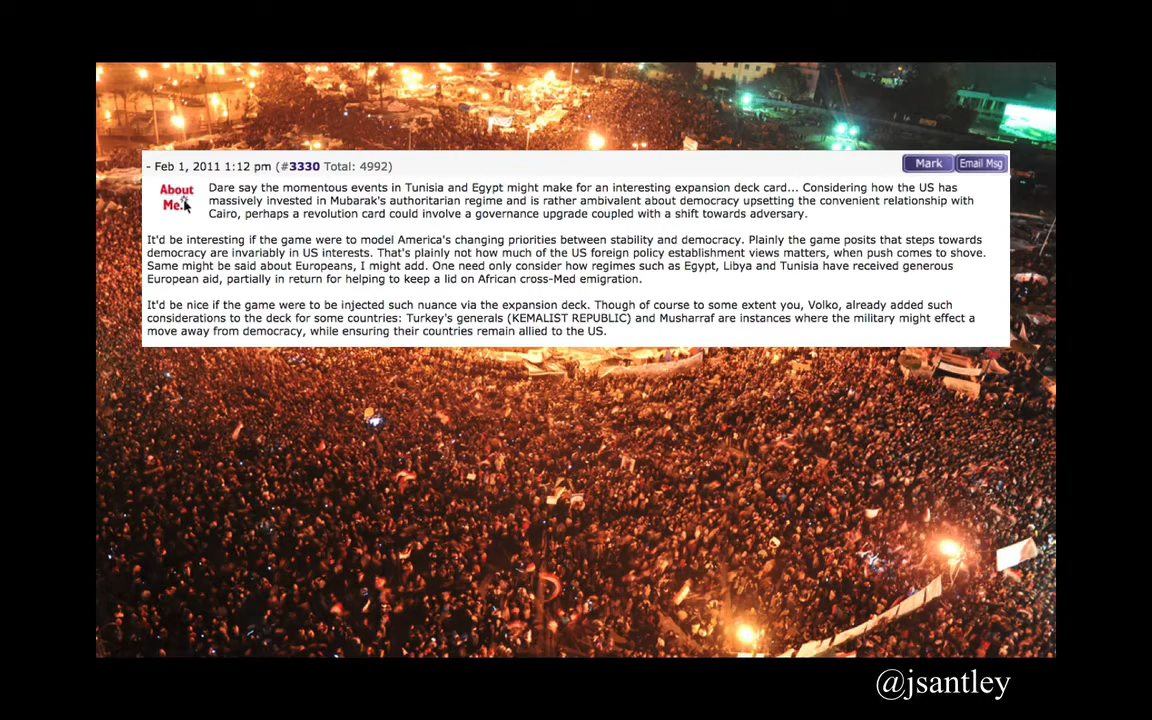 - Feb 1, 2011 1:12 pm (#3330 Total: 4992)
Mark
Email Msg
About
Me.
Dare say the momentous events in Tunisia and Egypt might make for an interesting expansion deck card... Considering how the US has
massively invested in Mubarak's authoritarian regime and is rather ambivalent about democracy upsetting the convenient relationship with
Cairo, perhaps a revolution card could involve a governance upgrade coupled with a shift towards adversary.
It'd be interesting if the game were to model America's changing priorities between stability and democracy. Plainly the game posits that steps towards
democracy are invariably in US interests. That's plainly not how much of the US foreign policy establishment views matters, when push comes to shove.
Same might be said about Europeans, I might add. One need only consider how regimes such as Egypt, Libya and Tunisia have received generous
European aid, partially in return for helping to keep a lid on African cross-Med emigration.
It'd be nice if the game were to be injected such nuance via the expansion deck. Though of course to some extent you, Volko, already added such
considerations to the deck for some countries: Turkey's generals (KEMALIST REPUBLIC) and Musharraf are instances where the military might effect a
move away from democracy, while ensuring their countries remain allied to the US.
@jsantley